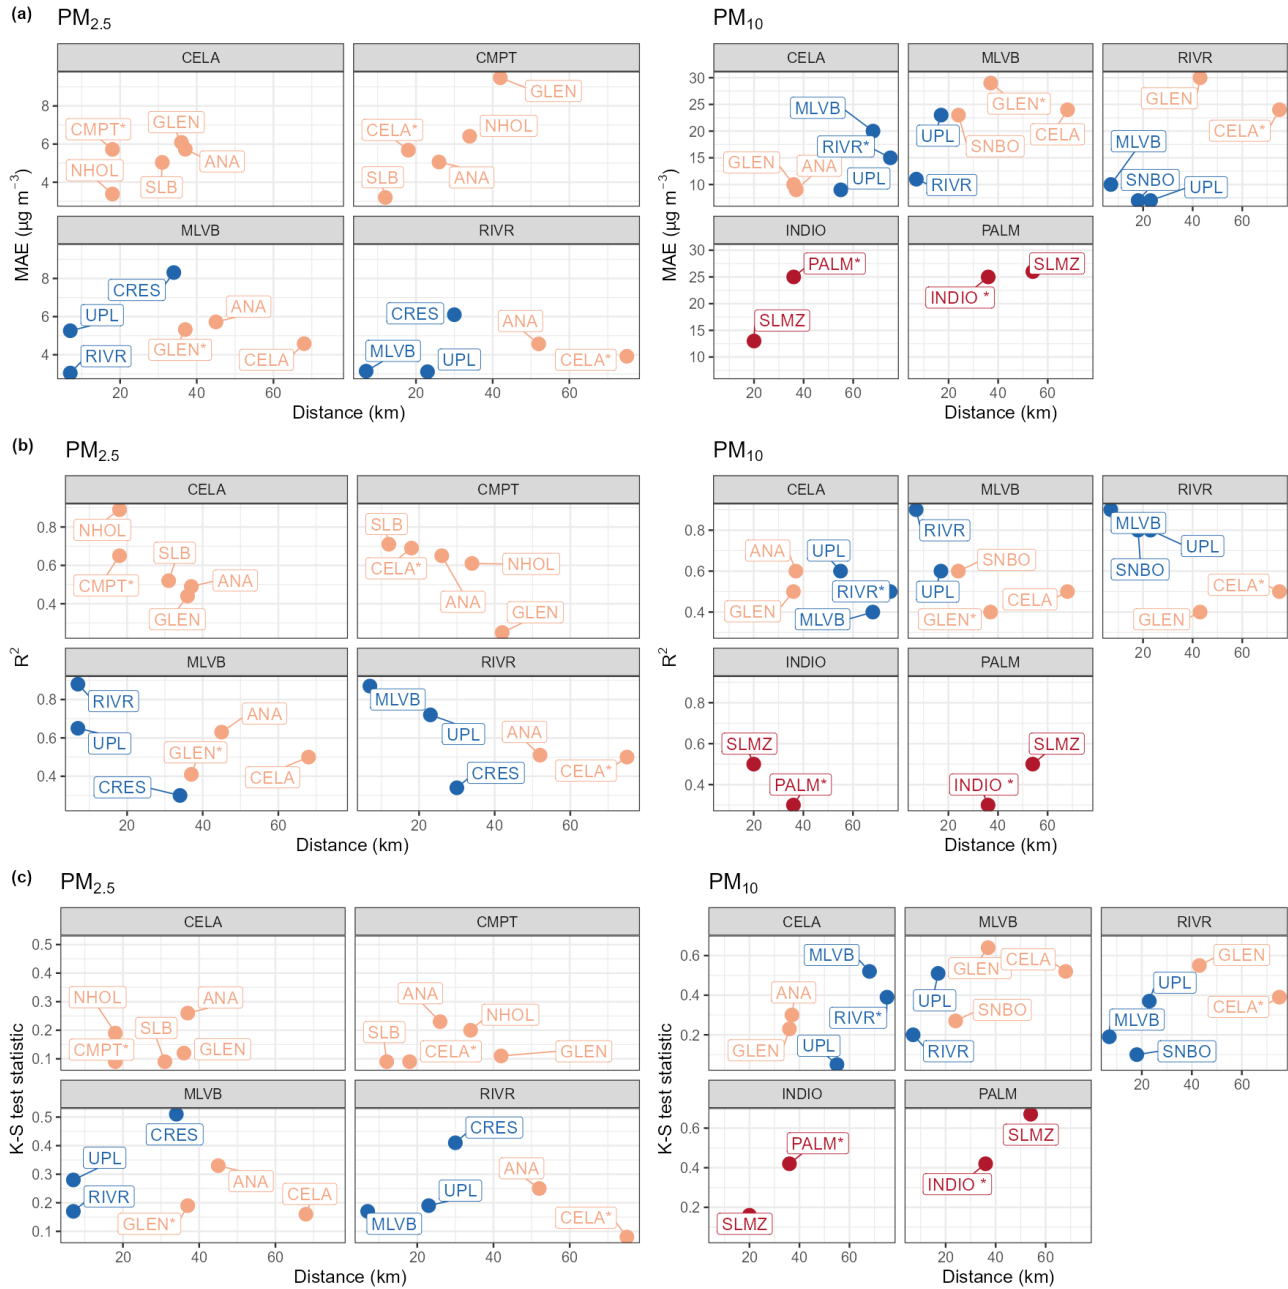 (a)
PM2.5
PM10
CELA
CMPT
CELA
MLVB
RIVR
GLEN
CMPT*
GLEN
NHOL
ANA
SLB
CELA*
NHOL
SLB
ANA
MLVB
RIVR*
GLEN
ANA
UPL
GLEN*
UPL
SNBO
CELA
RIVR
GLEN
CELA*
MLVB
SNBO
UPL
8
6
4
30
25
20
15
10
20
40
60
MLVB
RIVR
INDIO
PALM
CRES
UPL
RIVR
ANA
GLEN*
CELA
CRES
ANA
MLVB
UPL
CELA*
PALM*
SLMZ
SLMZ
INDIO *
8
6
4
30
25
20
15
10
20
40
60
20
40
60
20
40
60
20
40
60
MAE (µg m−3)
MAE (µg m−3)
Distance (km)
Distance (km)
(b)
PM2.5
PM10
CELA
CMPT
CELA
MLVB
RIVR
NHOL
CMPT*
SLB
ANA
GLEN
SLB
CELA*
ANA
NHOL
GLEN
ANA
UPL
RIVR*
GLEN
MLVB
RIVR
SNBO
UPL
CELA
GLEN*
MLVB
UPL
SNBO
CELA*
GLEN
0.8
0.6
0.4
0.8
0.6
0.4
20
40
60
MLVB
RIVR
INDIO
PALM
RIVR
UPL
ANA
GLEN*
CELA
CRES
MLVB
UPL
ANA
CELA*
CRES
SLMZ
PALM*
SLMZ
INDIO *
0.8
0.6
0.4
0.8
0.6
0.4
20
40
60
20
40
60
20
40
60
20
40
60
R2
R2
Distance (km)
Distance (km)
(c)
PM2.5
PM10
CELA
CMPT
CELA
MLVB
RIVR
NHOL
ANA
SLB
CMPT*
GLEN
ANA
NHOL
SLB
CELA*
GLEN
MLVB
ANA
RIVR*
GLEN
UPL
GLEN
CELA
UPL
SNBO
RIVR
GLEN
UPL
CELA*
MLVB
SNBO
0.5
0.4
0.3
0.2
0.1
0.6
0.4
0.2
20
40
60
MLVB
RIVR
INDIO
PALM
CRES
UPL
RIVR
ANA
GLEN*
CELA
CRES
ANA
UPL
MLVB
CELA*
PALM*
SLMZ
SLMZ
INDIO *
0.5
0.4
0.3
0.2
0.1
0.6
0.4
0.2
20
40
60
20
40
60
20
40
60
20
40
60
K-S test statistic
K-S test statistic
Distance (km)
Distance (km)